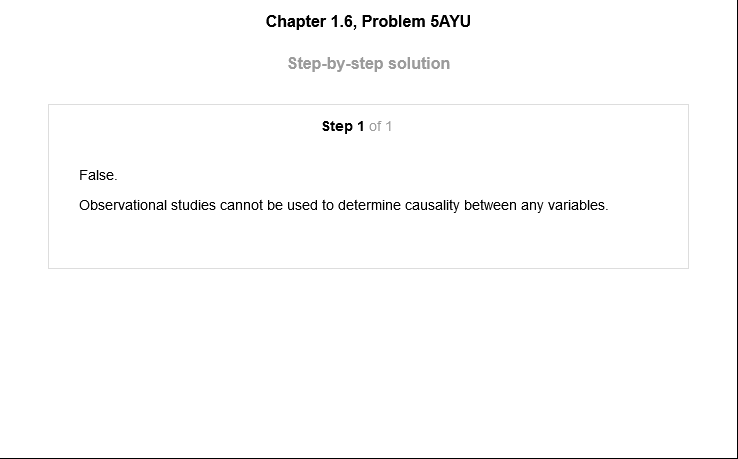 Chapter 1.6, Problem 5AYU
Step-by-step solution
Step 1 of 1
False.
Observational studies cannot be used to determine causality between any variables.